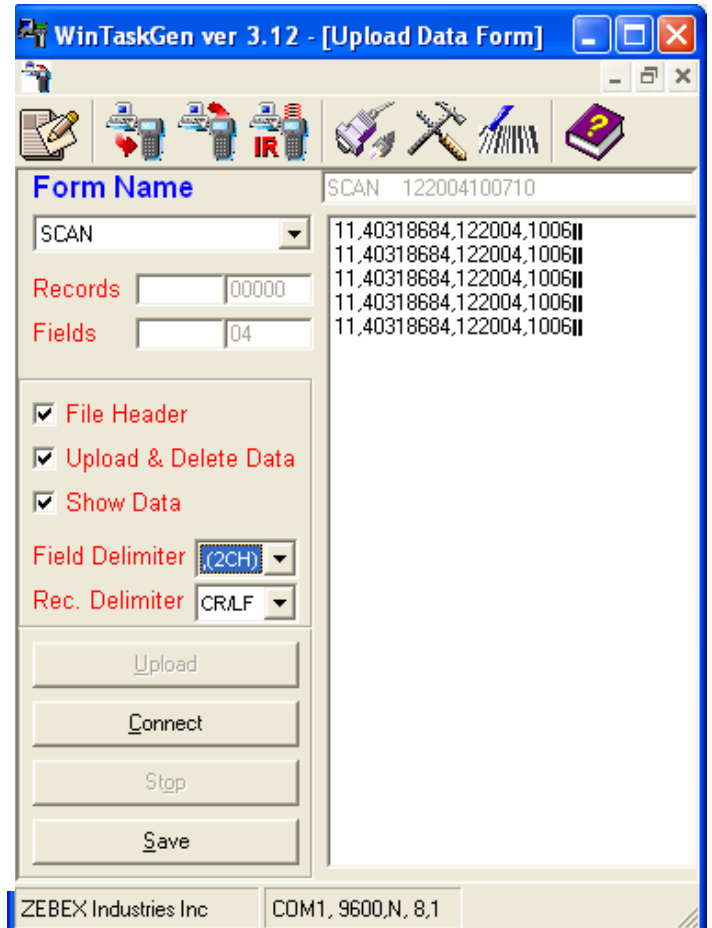 WinTaskGen ver 3.12 - [Upload Data Form]
IR
Form Name
SCAN 122004100710
SCAN
Records 00000
Fields 04
11,40318684,122004,1006
11,40318684,122004,1006
11,40318684,122004,1006
11,40318684,122004,1006
11,40318684,122004,1006
File Header
Upload & Delete Data
Show Data
Field Delimiter ,(2CH)
Rec. Delimiter CR/LF
Upload
Connect
Stop
Save
ZEBEX Industries Inc COM1, 9600,N, 8,1